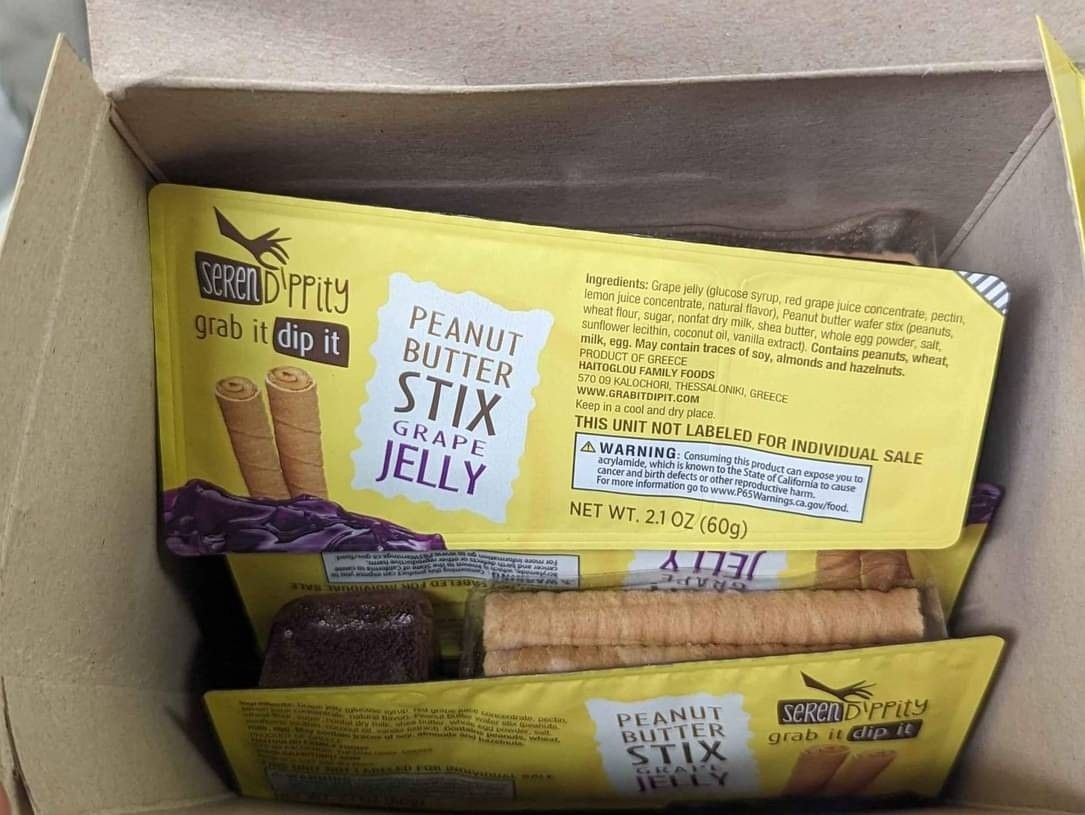 SERENDIPPITY
grab it dip it
PEANUT
BUTTER
STIX
GRAPE
JELLY
Ingredients: Grape jelly (glucose syrup, red grape juice concentrate, pectin,
lemon juice concentrate, natural flavor), Peanut butter wafer stix (peanuts,
wheat flour, sugar, nonfat dry milk, shea butter, whole egg powder, salt,
sunflower lecithin, coconut oil, vanilla extract). Contains peanuts, wheat,
milk, egg. May contain traces of soy, almonds and hazelnuts.
PRODUCT OF GREECE
HAITOGLOU FAMILY FOODS
570 09 KALOCHORI, THESSALONIKI, GREECE
WWW.GRABITDIPIT.COM
Keep in a cool and dry place.
THIS UNIT NOT LABELED FOR INDIVIDUAL SALE
WARNING: Consuming this product can expose you to
acrylamide, which is known to the State of California to cause
cancer and birth defects or other reproductive harm.
For more information go to www.P65Warnings.ca.gov/food.
NET WT. 2.1 OZ (60g)
JELLY
GRAPE
PEANUT
BUTTER
STIX
GRAPE
JELLY
SERENDIPPITY
grab it dip it